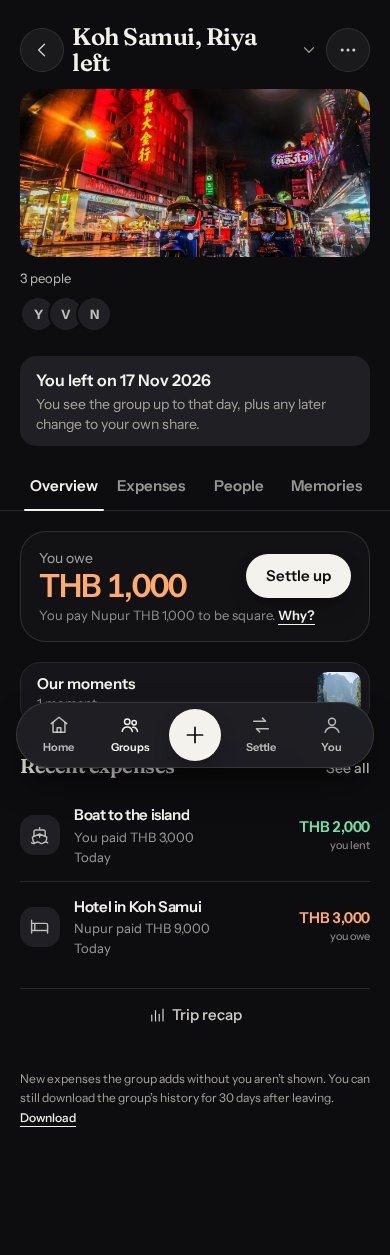 Koh Samui, Riya
left
3 people
Y V N
You left on 17 Nov 2026
You see the group up to that day, plus any later
change to your own share.
Overview Expenses People Memories
You owe
THB 1,000
Settle up
You pay Nupur THB 1,000 to be square. Why?
Our moments
1 moment
Home Groups Settle You
Recent expenses See all
Boat to the island
You paid THB 3,000
Today
THB 2,000
you lent
Hotel in Koh Samui
Nupur paid THB 9,000
Today
THB 3,000
you owe
Trip recap
New expenses the group adds without you aren't shown. You can
still download the group's history for 30 days after leaving.
Download